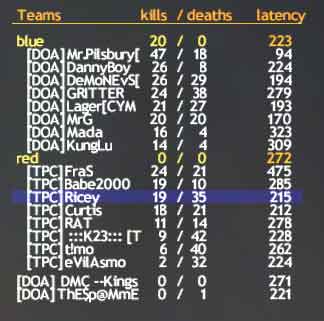 Teams kills / deaths latency
blue 20 / 0 223
[DOA]Mr.Pilsbury[ 47 / 18 94
[DOA]DannyBoy 26 / 8 224
[DOA]DeMoNEvS[ 26 / 29 194
[DOA]GRITTER 24 / 38 279
[DOA]Lager[CYM 21 / 27 193
[DOA]MrG 20 / 20 170
[DOA]Macla 16 / 4 323
[DOA]KungLu 14 / 4 309
red 0 / 0 272
[TPC]FraS 24 / 21 475
[TPC]Babe2000 19 / 10 285
[TPC]Ricey 19 / 35 215
[TPC]Curtis 18 / 21 212
[TPC]RAT 11 / 14 278
[TPC] :::K23::: [T 9 / 42 228
[TPC]t!mo 6 / 40 262
[TPC]eVilAsmo 2 / 32 224
[DOA] DMC --Kings 0 / 0 271
[DOA]ThE$p@MmE 0 / 1 221